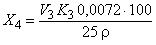 X₄ = V₃ K₃ 0,0072 · 100 / 25 ρ